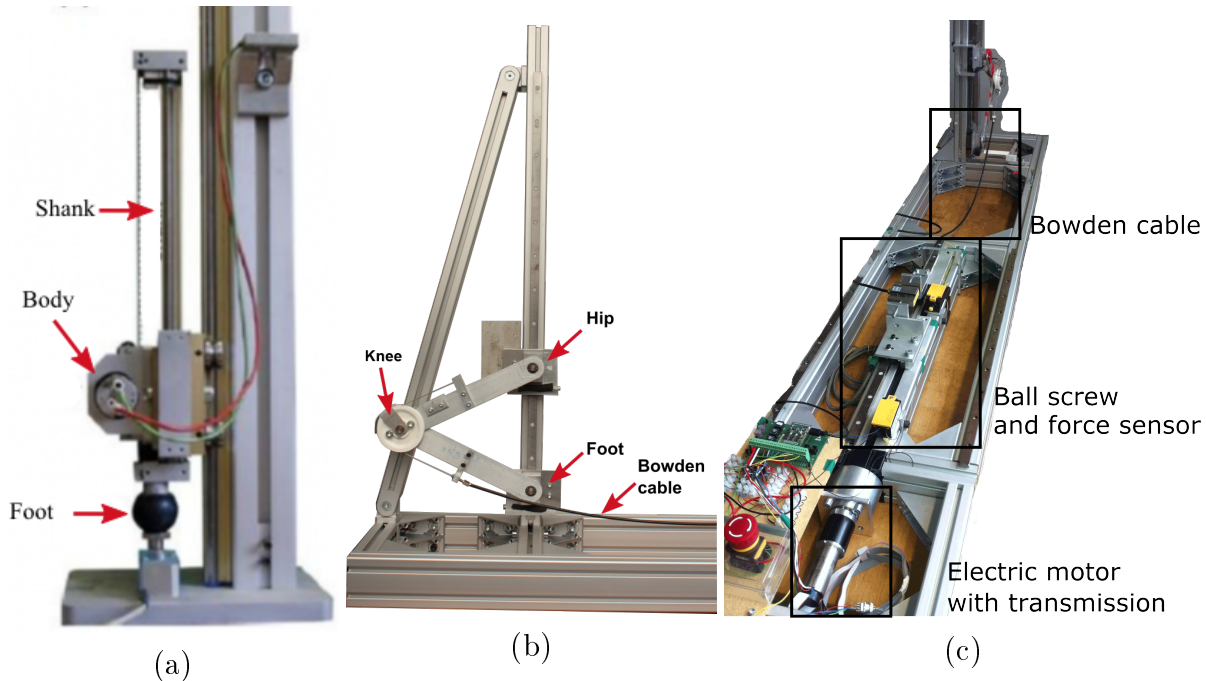 Shank
Body
Foot
(a)
Hip
Knee
Foot
Bowden
cable
(b)
Bowden cable
Ball screw
and force sensor
Electric motor
with transmission
(c)